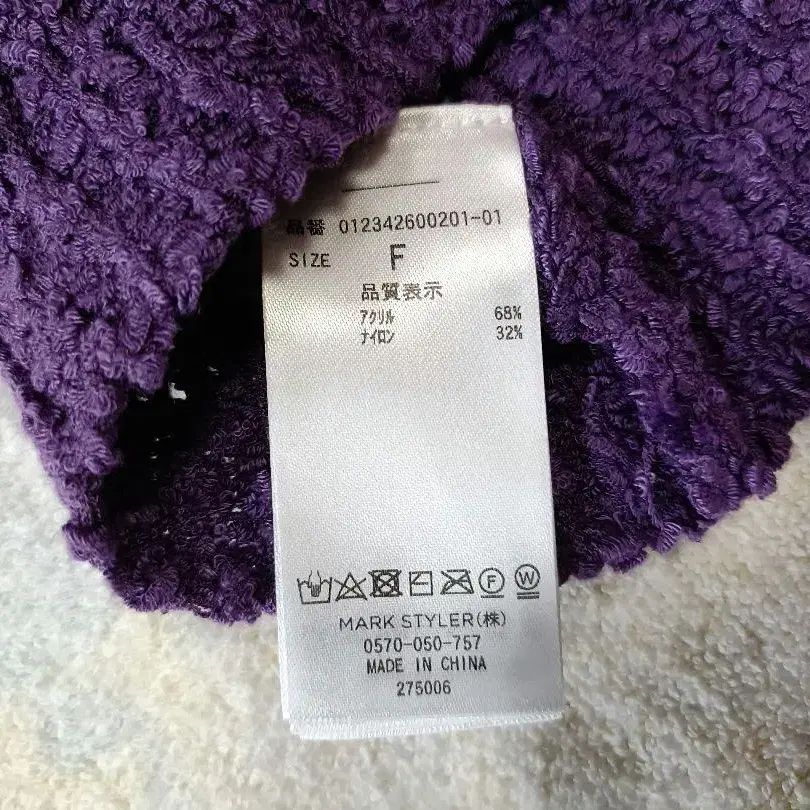 品番 012342600201-01
SIZE F
品質表示
アクリル 68%
ナイロン 32%
F W
MARK STYLER(株)
0570-050-757
MADE IN CHINA
275006